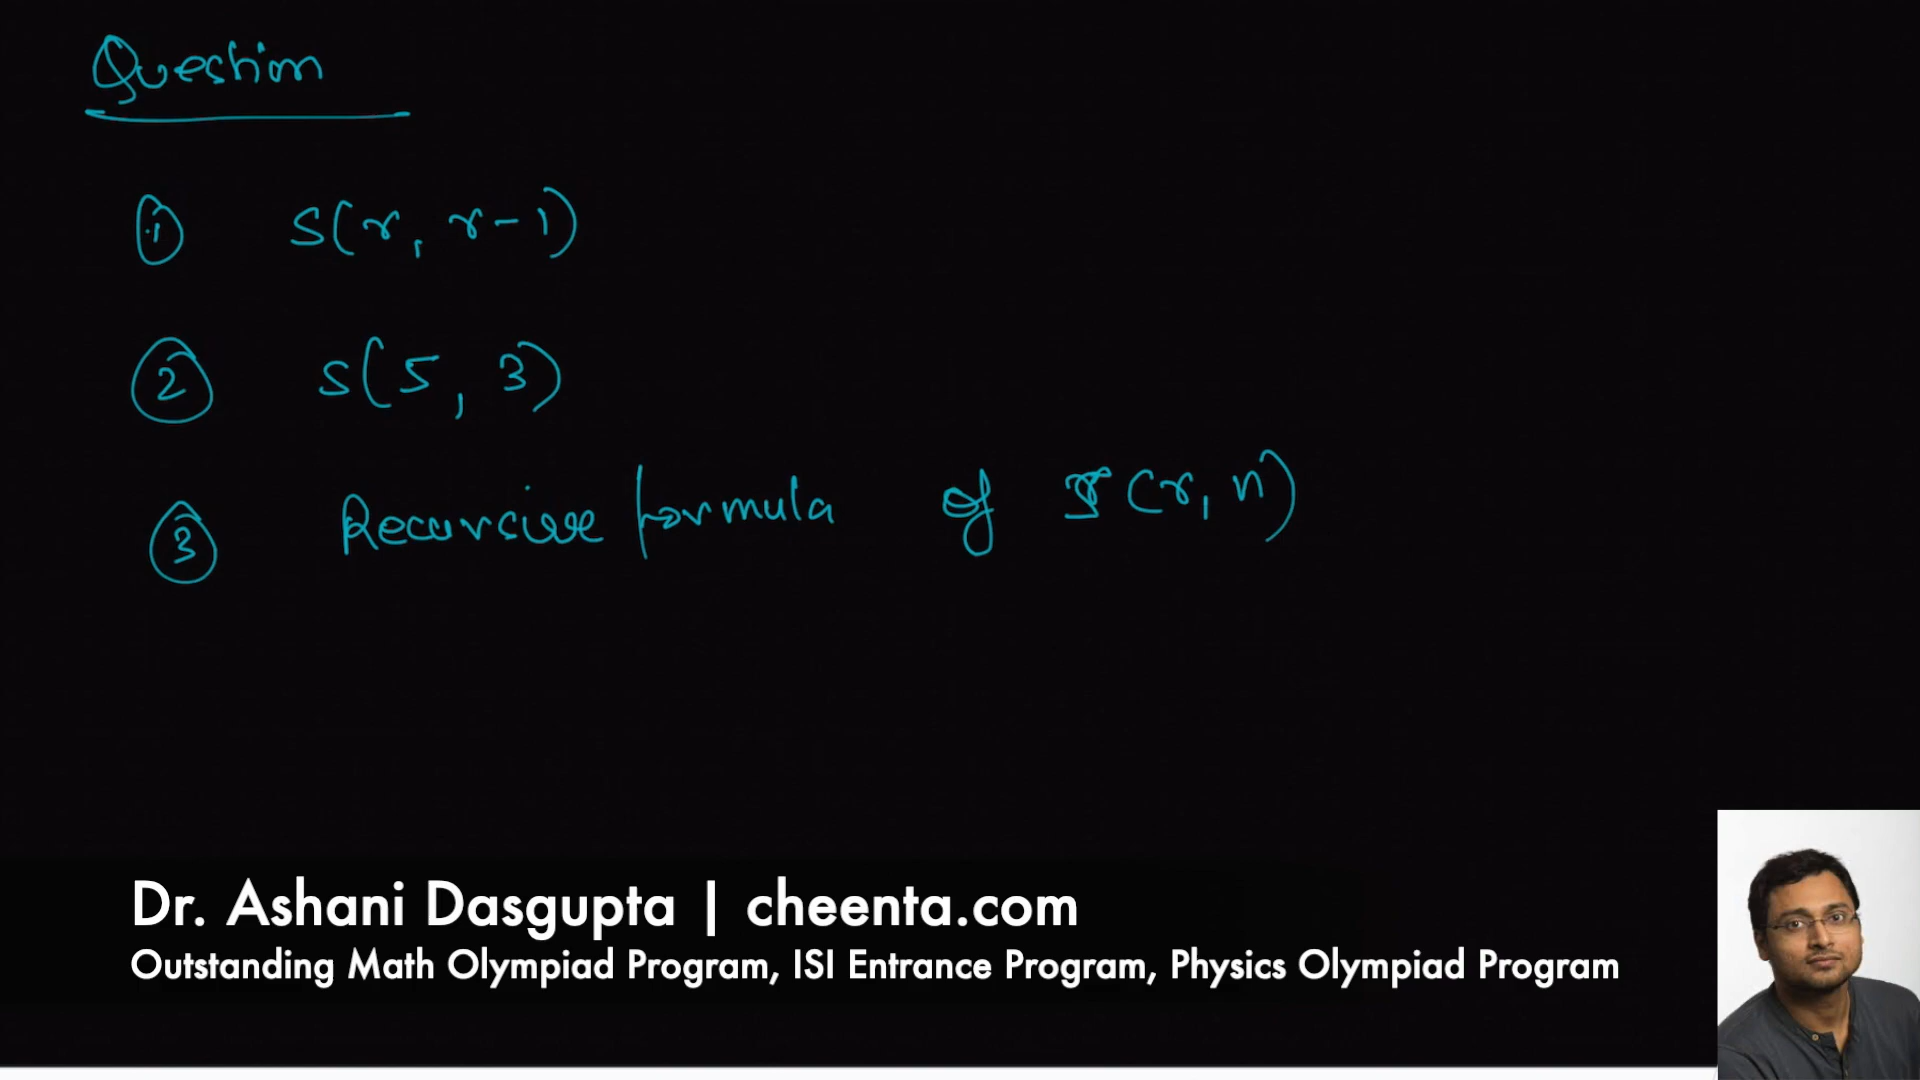 Question
1 S(r, r-1)
2 S(5, 3)
3 Recursive formula of S(r, n)
Dr. Ashani Dasgupta | cheenta.com
Outstanding Math Olympiad Program, ISI Entrance Program, Physics Olympiad Program